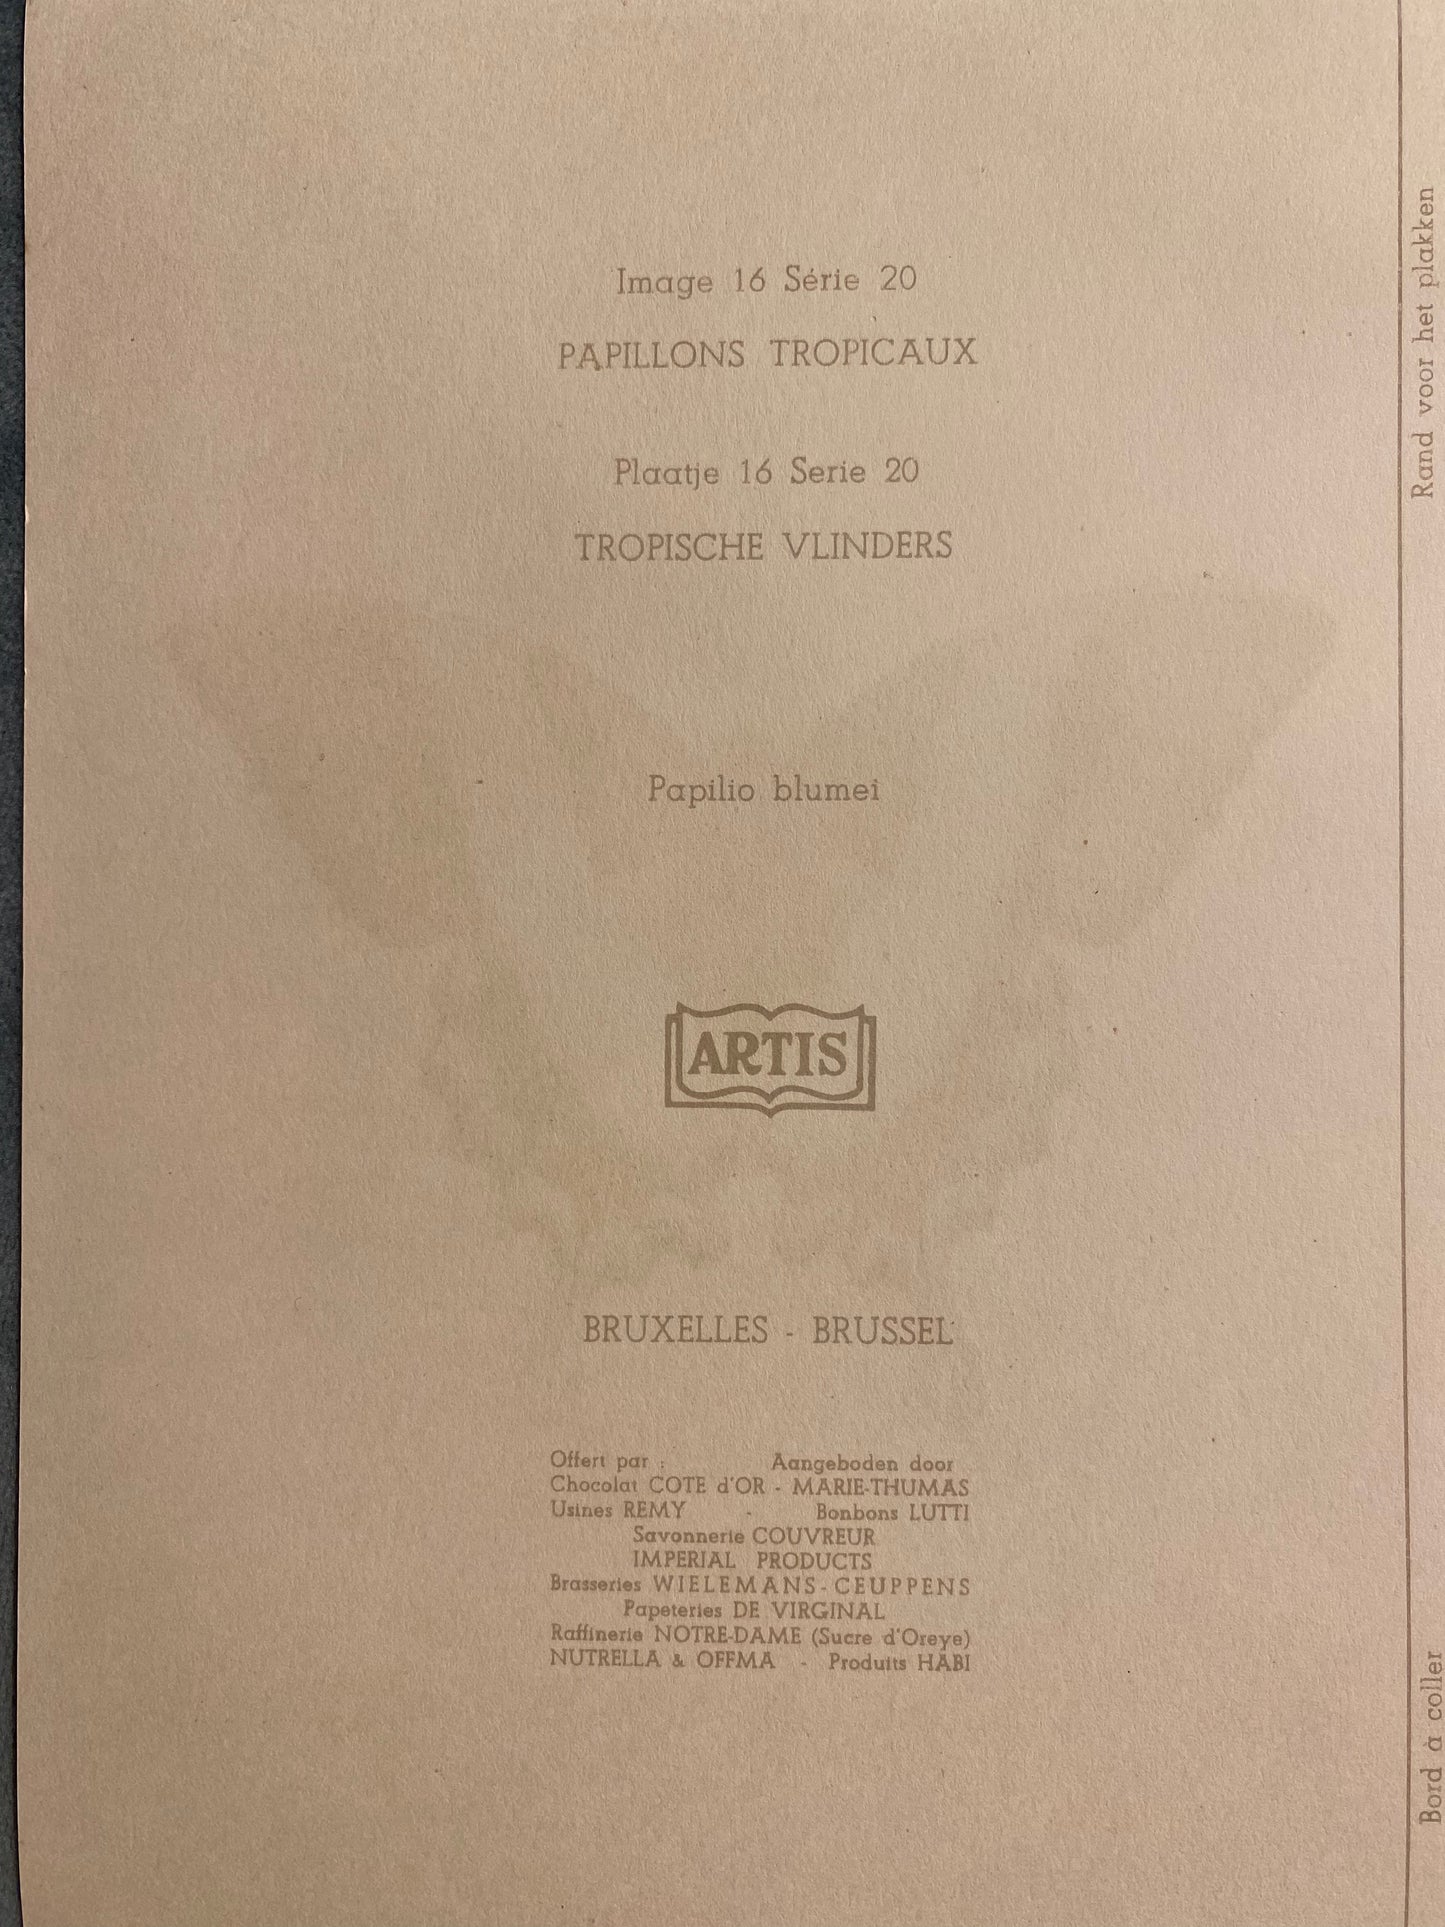 Image 16 Série 20
PAPILLONS TROPICAUX
Plaatje 16 Serie 20
TROPISCHE VLINDERS
Papilio blumei
ARTIS
BRUXELLES - BRUSSEL
Offert par : Aangeboden door
Chocolat COTE d'OR - MARIE-THUMAS
Usines REMY - Bonbons LUTTI
Savonnerie COUVREUR
IMPERIAL PRODUCTS
Brasseries WIELEMANS-CEUPPENS
Papeteries DE VIRGINAL
Raffinerie NOTRE-DAME (Sucre d'Oreye)
NUTRELLA & OFFMA - Produits HABI
Rand voor het plakken
Bord à coller